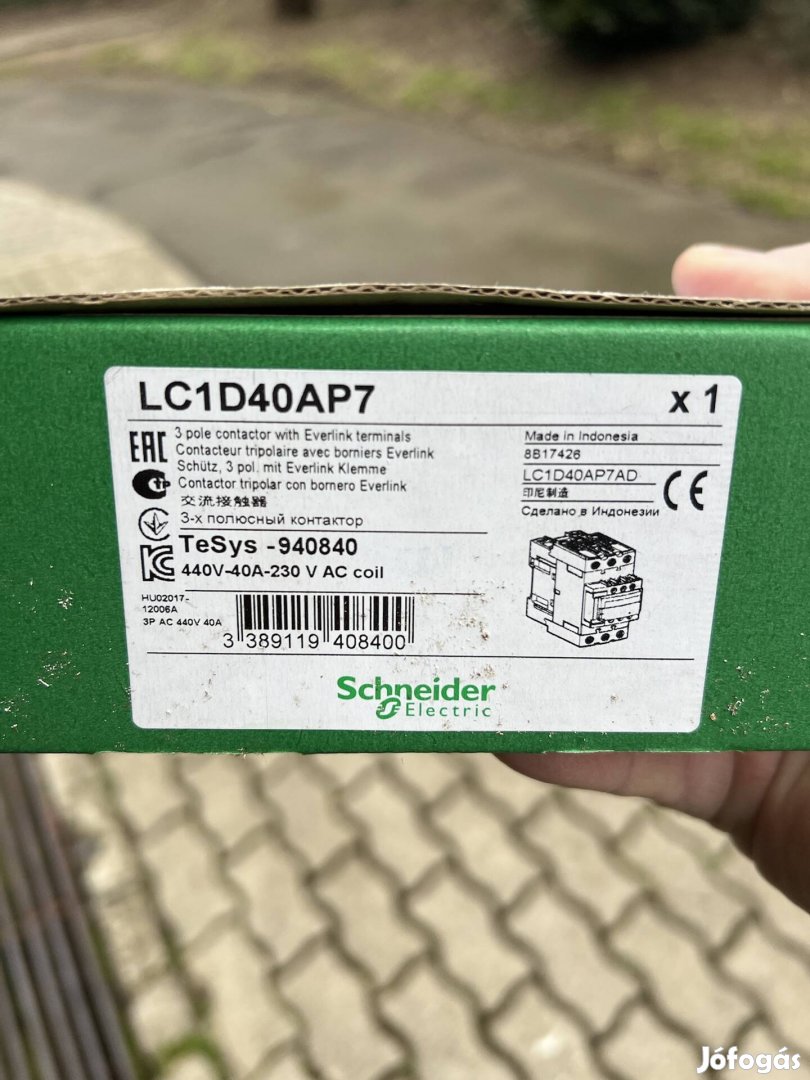 LC1D40AP7 x 1
3 pole contactor with Everlink terminals
Contacteur tripolaire avec borniers Everlink
Schütz, 3 pol. mit Everlink Klemme
Contactor tripolar con bornero Everlink
交流接触器
3-х полюсный контактор
EAC
Made in Indonesia
8B17426
LC1D40AP7AD
印尼制造
Сделано в Индонезии
CE
TeSys -940840
440V-40A-230 V AC coil
HU02017-
12006A
3P AC 440V 40A
3 389119 408400
Schneider
Electric
Jófogás